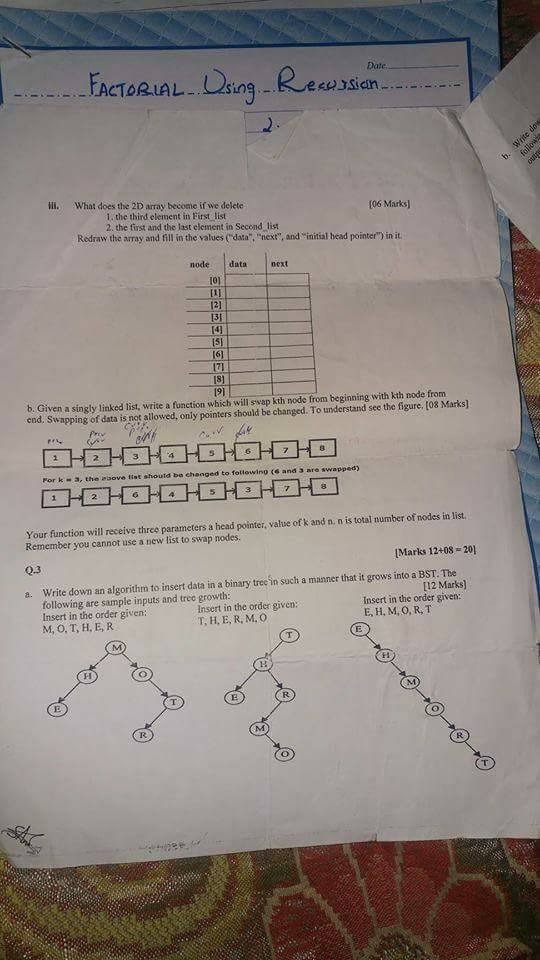 Date
FACTORIAL Using Recursion
2.
b. Write dow
followin
outp
iii. What does the 2D array become if we delete [06 Marks]
1. the third element in First_list
2. the first and the last element in Second_list
Redraw the array and fill in the values ("data", "next", and "initial head pointer") in it.
node data next
[0]
[1]
[2]
[3]
[4]
[5]
[6]
[7]
[8]
[9]
b. Given a singly linked list, write a function which will swap kth node from beginning with kth node from
end. Swapping of data is not allowed, only pointers should be changed. To understand see the figure. [08 Marks]
1 2 3 4 5 6 7 8
For k = 3, the above list should be changed to following (6 and 3 are swapped)
1 2 6 4 5 3 7 8
Your function will receive three parameters a head pointer, value of k and n. n is total number of nodes in list.
Remember you cannot use a new list to swap nodes.
[Marks 12+08 = 20]
Q.3
a. Write down an algorithm to insert data in a binary tree in such a manner that it grows into a BST. The
following are sample inputs and tree growth: [12 Marks]
Insert in the order given: Insert in the order given: Insert in the order given:
M, O, T, H, E, R T, H, E, R, M, O E, H, M, O, R, T
M
H O
E T
R
T
H
E R
M
O
E
H
M
O
R
T